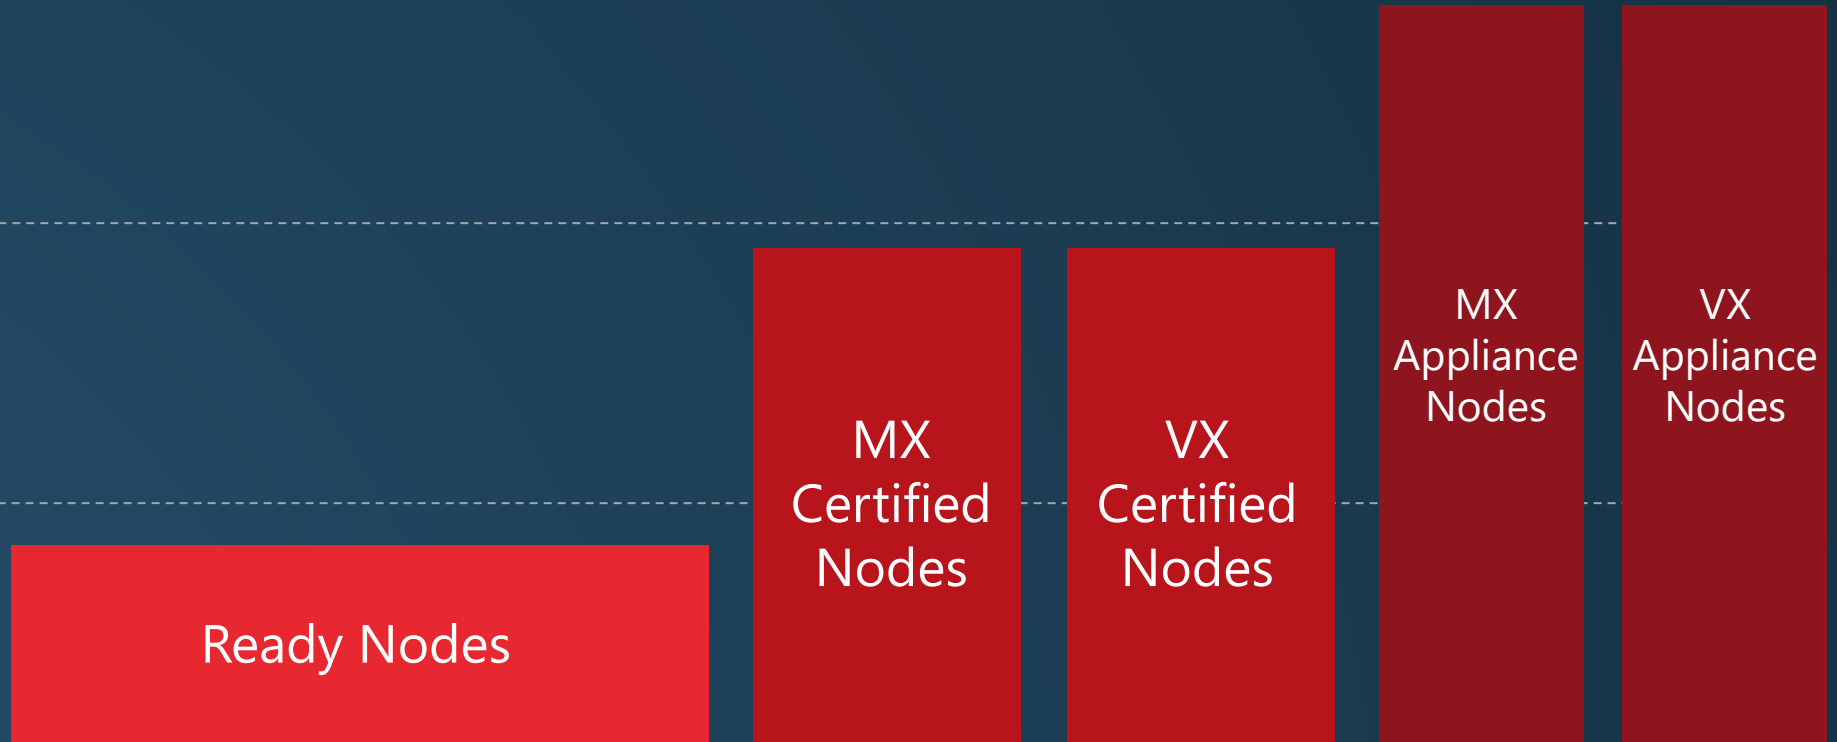 Ready Nodes
MX
Certified
Nodes
VX
Certified
Nodes
MX
Appliance
Nodes
VX
Appliance
Nodes